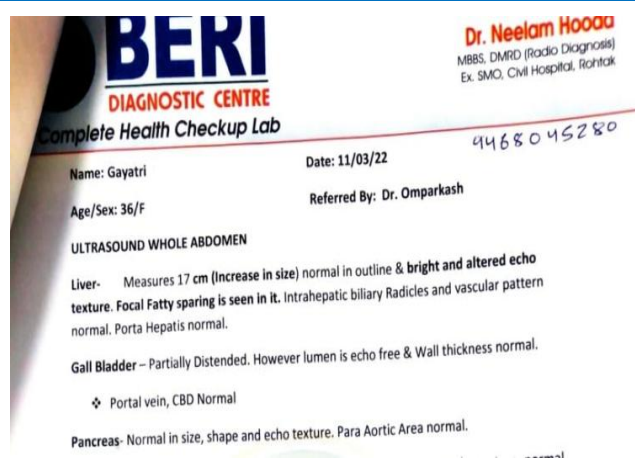 BERI
DIAGNOSTIC CENTRE
Complete Health Checkup Lab
Dr. Neelam Hooda
MBBS, DMRD (Radio Diagnosis)
Ex. SMO, Civil Hospital, Rohtak
9468045280
Name: Gayatri
Date: 11/03/22
Age/Sex: 36/F
Referred By: Dr. Omparkash
ULTRASOUND WHOLE ABDOMEN
Liver- Measures 17 cm (Increase in size) normal in outline & bright and altered echo
texture. Focal Fatty sparing is seen in it. Intrahepatic biliary Radicles and vascular pattern
normal. Porta Hepatis normal.
Gall Bladder – Partially Distended. However lumen is echo free & Wall thickness normal.
❖ Portal vein, CBD Normal
Pancreas- Normal in size, shape and echo texture. Para Aortic Area normal.
normal